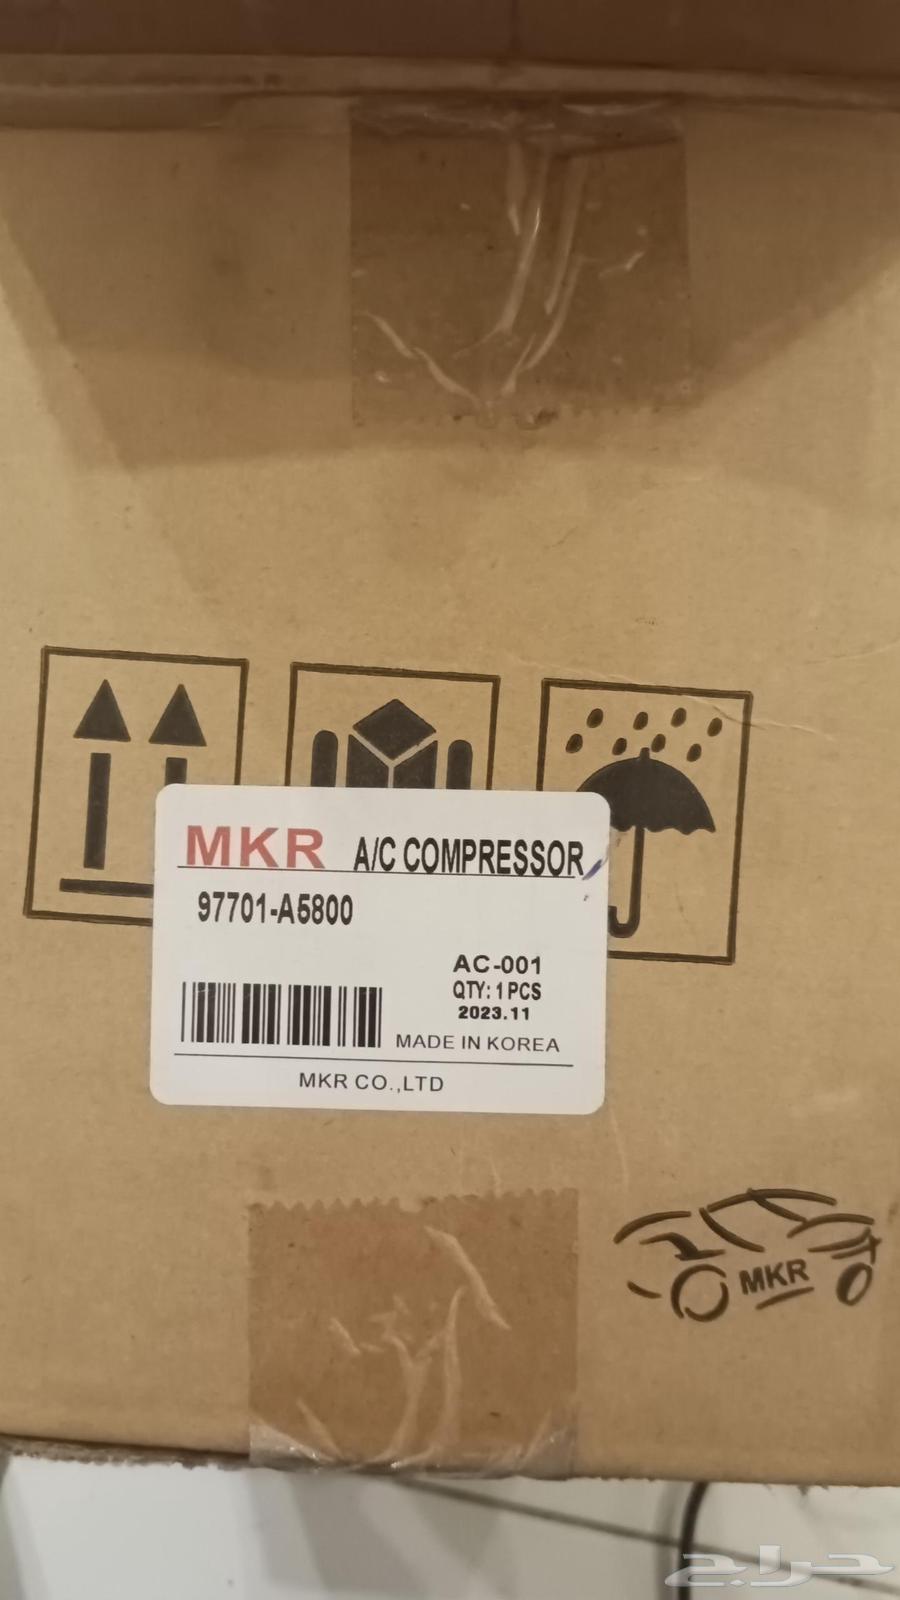 MKR A/C COMPRESSOR
97701-A5800
AC-001
QTY: 1 PCS
2023.11
MADE IN KOREA
MKR CO.,LTD
MKR
حراج